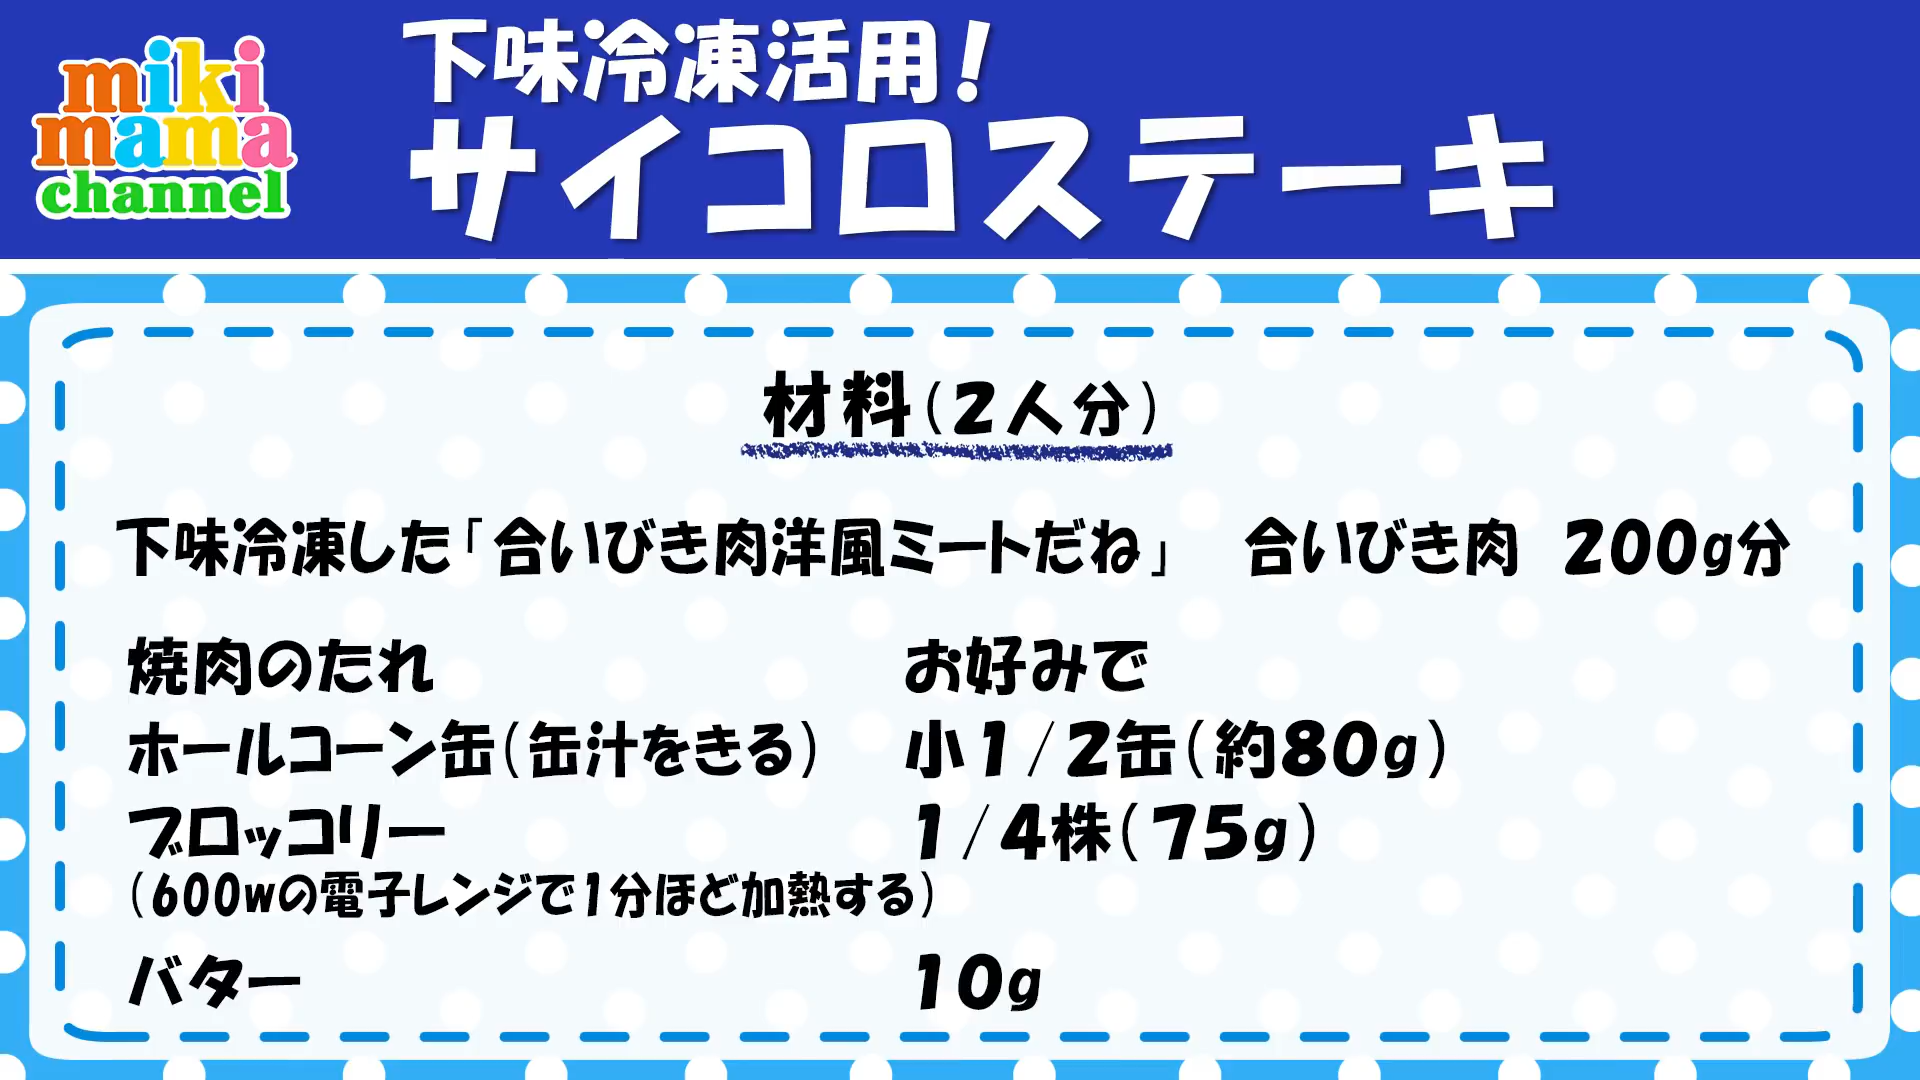 miki
mama
channel
下味冷凍活用！
サイコロステーキ
材料（2人分）
下味冷凍した「合いびき肉洋風ミートだね」 合いびき肉 200g分
焼肉のたれ お好みで
ホールコーン缶（缶汁をきる） 小1/2缶（約80g）
ブロッコリー 1/4株（75g）
（600wの電子レンジで1分ほど加熱する）
バター 10g